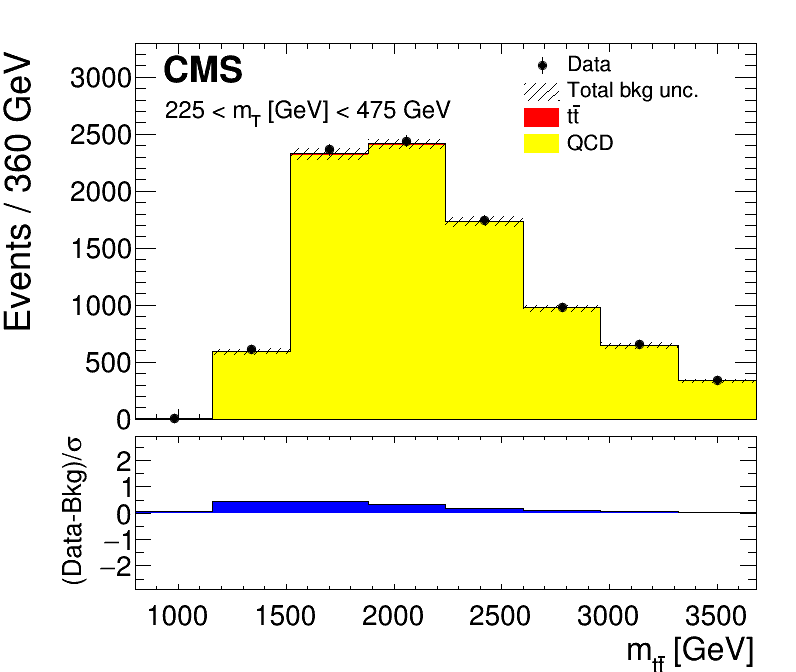 CMS
225 < m_T [GeV] < 475 GeV
Data
Total bkg unc.
tt̄
QCD
Events / 360 GeV
3000
2500
2000
1500
1000
500
0
(Data-Bkg)/σ
2
1
0
−1
−2
1000 1500 2000 2500 3000 3500
m_tt̄ [GeV]